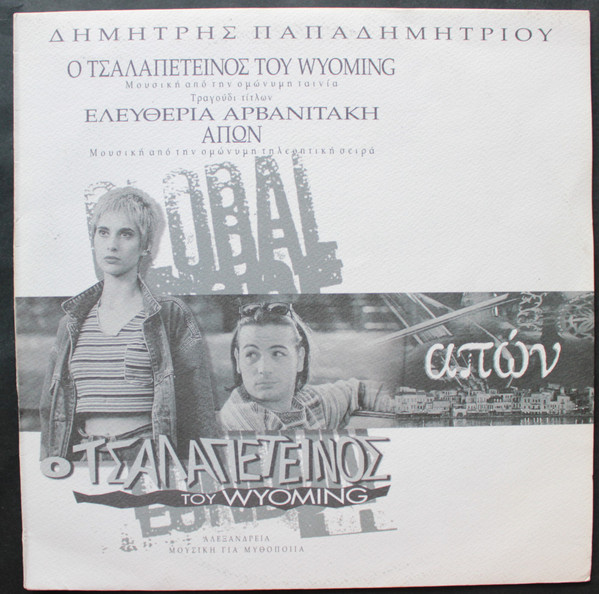 ΔΗΜΗΤΡΗΣ ΠΑΠΑΔΗΜΗΤΡΙΟΥ
Ο ΤΣΑΛΑΠΕΤΕΙΝΟΣ ΤΟΥ WYOMING
Μουσική από την ομώνυμη ταινία
Τραγούδι τίτλων
ΕΛΕΥΘΕΡΙΑ ΑΡΒΑΝΙΤΑΚΗ
ΑΠΩΝ
Μουσική από την ομώνυμη τηλεοπτική σειρά
GLOBAL
απών
Ο ΤΣΑΛΑΠΕΤΕΙΝΟΣ
ΤΟΥ WYOMING
ΑΛΕΞΑΝΔΡΕΙΑ
ΜΟΥΣΙΚΗ ΓΙΑ ΜΥΘΟΠΟΙΙΑ